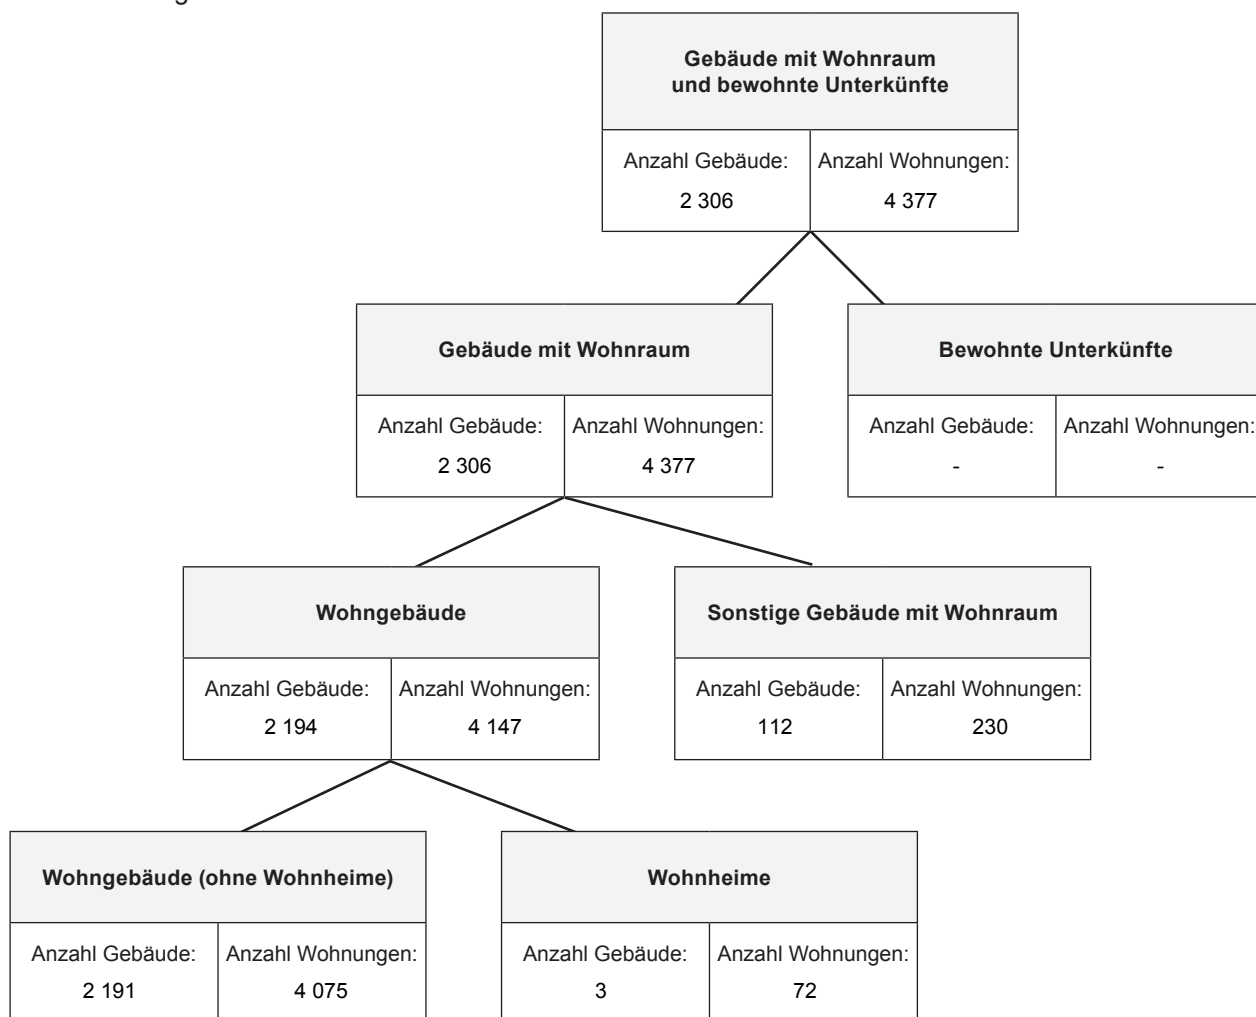 Gebäude mit Wohnraum
und bewohnte Unterkünfte
Anzahl Gebäude: Anzahl Wohnungen:
2 306 4 377
Gebäude mit Wohnraum Bewohnte Unterkünfte
Anzahl Gebäude: Anzahl Wohnungen: Anzahl Gebäude: Anzahl Wohnungen:
2 306 4 377 - -
Wohngebäude Sonstige Gebäude mit Wohnraum
Anzahl Gebäude: Anzahl Wohnungen: Anzahl Gebäude: Anzahl Wohnungen:
2 194 4 147 112 230
Wohngebäude (ohne Wohnheime) Wohnheime
Anzahl Gebäude: Anzahl Wohnungen: Anzahl Gebäude: Anzahl Wohnungen:
2 191 4 075 3 72